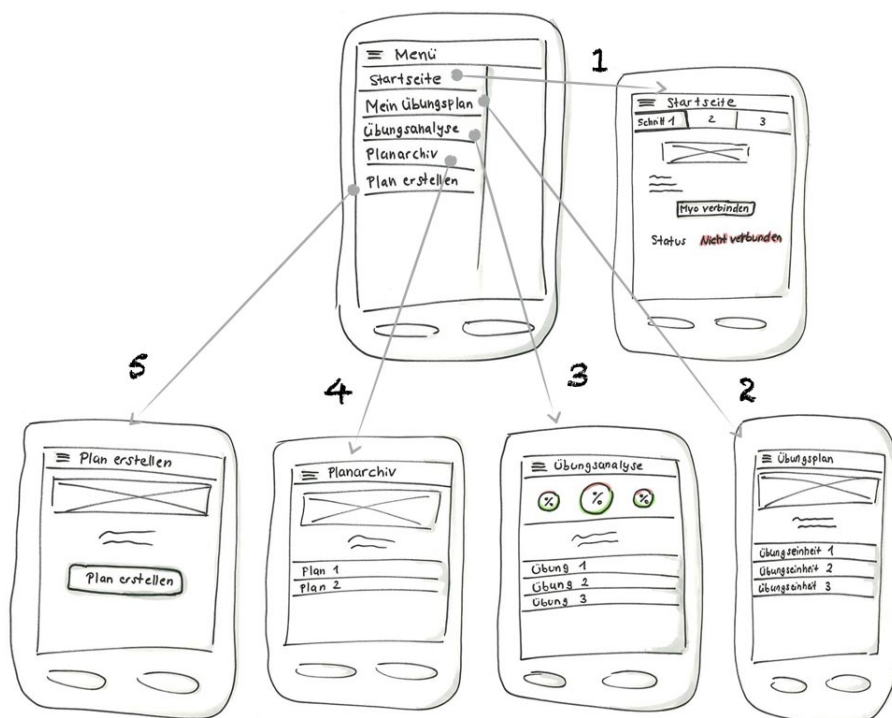 Menü
Startseite
Mein Übungsplan
Übungsanalyse
Planarchiv
Plan erstellen
1
Startseite
Schritt 1 2 3
Myo verbinden
Status Nicht verbunden
5
4
3
2
Plan erstellen
Plan erstellen
Planarchiv
Plan 1
Plan 2
Übungsanalyse
% % %
Übung 1
Übung 2
Übung 3
Übungsplan
Übungseinheit 1
Übungseinheit 2
Übungseinheit 3